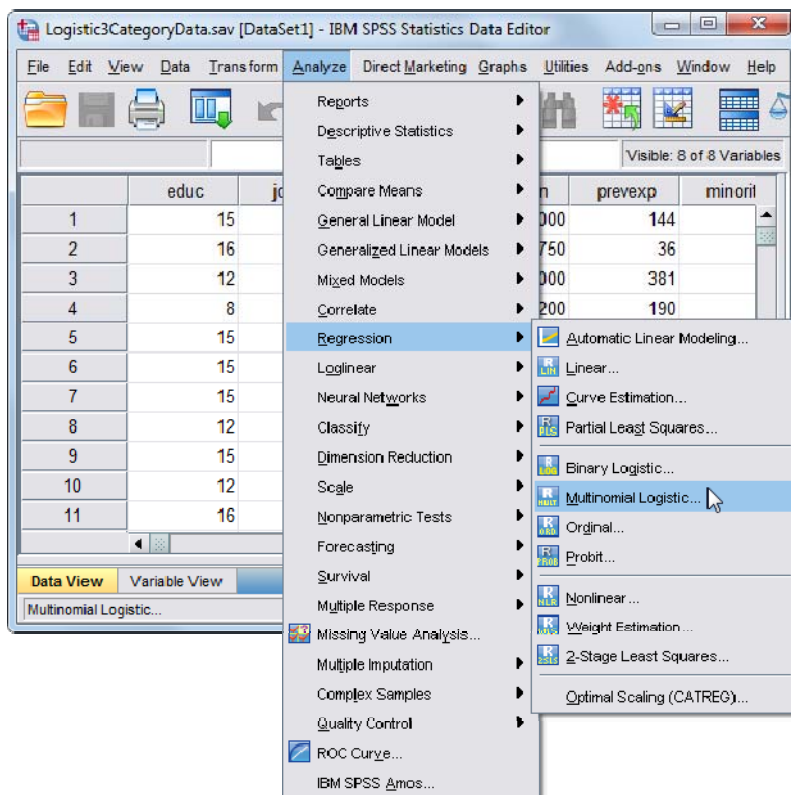 Logistic3CategoryData.sav [DataSet1] - IBM SPSS Statistics Data Editor
File Edit View Data Transform Analyze Direct Marketing Graphs Utilities Add-ons Window Help
Visible: 8 of 8 Variables
educ prevexp minorit
1 15 000 144
2 16 750 36
3 12 000 381
4 8 200 190
5 15
6 15
7 15
8 12
9 15
10 12
11 16
Data View Variable View
Multinomial Logistic...
Reports
Descriptive Statistics
Tables
Compare Means
General Linear Model
Generalized Linear Models
Mixed Models
Correlate
Regression
Loglinear
Neural Networks
Classify
Dimension Reduction
Scale
Nonparametric Tests
Forecasting
Survival
Multiple Response
Missing Value Analysis...
Multiple Imputation
Complex Samples
Quality Control
ROC Curve...
IBM SPSS Amos...
Automatic Linear Modeling...
Linear...
Curve Estimation...
Partial Least Squares...
Binary Logistic...
Multinomial Logistic...
Ordinal...
Probit...
Nonlinear...
Weight Estimation...
2-Stage Least Squares...
Optimal Scaling (CATREG)...